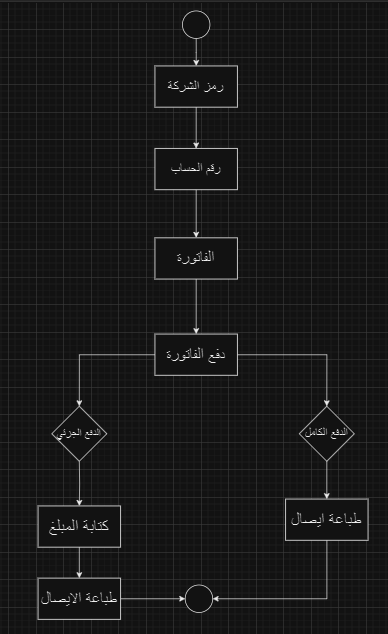 رمز الشركة
رقم الحساب
الفاتورة
دفع الفاتورة
الدفع الكامل
الدفع الجزئي
طباعة ايصال
كتابة المبلغ
طباعة الايصال